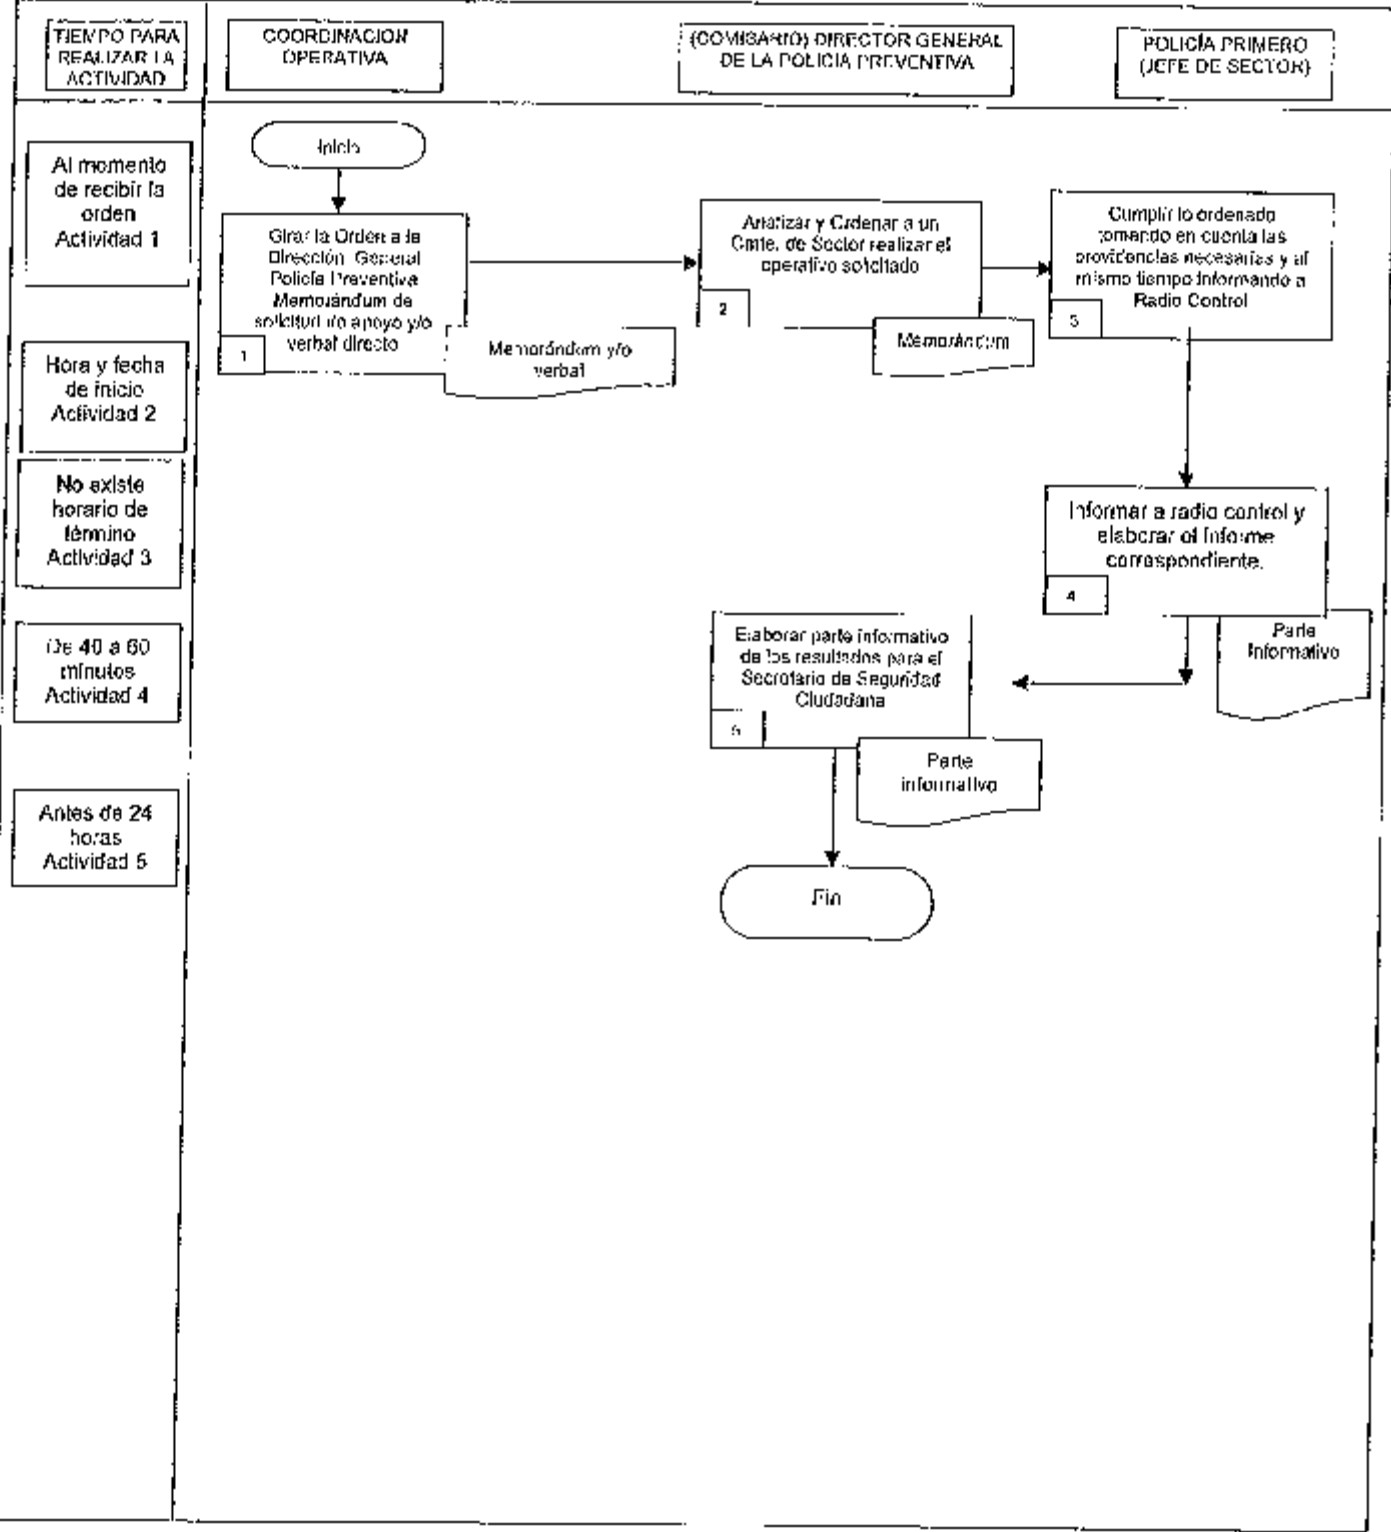 TIEMPO PARA
REALIZAR LA
ACTIVIDAD
COORDINACION
OPERATIVA
(COMISARIO) DIRECTOR GENERAL
DE LA POLICIA PREVENTIVA
POLICÍA PRIMERO
(JEFE DE SECTOR)
Al momento
de recibir la
orden
Actividad 1
Hora y fecha
de inicio
Actividad 2
No existe
horario de
término
Actividad 3
De 40 a 60
minutos
Actividad 4
Antes de 24
horas
Actividad 5
Inicio
Girar la Orden a la
Dirección General
Policía Preventiva
Memorándum de
solicitud de apoyo y/o
verbal directo
1
Memorándum y/o
verbal
Analizar y Ordenar a un
Cmte. de Sector realizar el
operativo solicitado
2
Memorándum
Cumplir lo ordenado
tomando en cuenta las
providencias necesarias y al
mismo tiempo informando a
Radio Control
3
Informar a radio control y
elaborar el Informe
correspondiente.
4
Parte
Informativo
Elaborar parte informativo
de los resultados para el
Secretario de Seguridad
Ciudadana
5
Parte
informativo
Fin